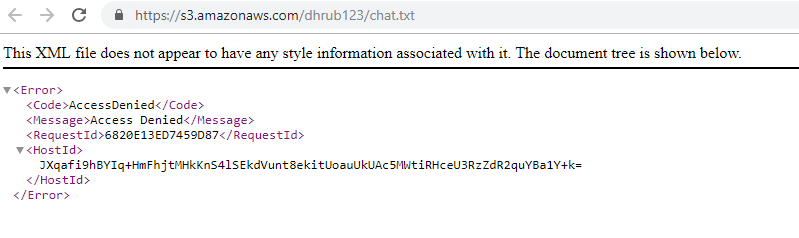 https://s3.amazonaws.com/dhrub123/chat.txt
This XML file does not appear to have any style information associated with it. The document tree is shown below.
<Error>
<Code>AccessDenied</Code>
<Message>Access Denied</Message>
<RequestId>6820E13ED7459D87</RequestId>
<HostId>
JXqafi9hBYIq+HmFhjtMHkKnS4lSEkdVunt8ekitUoauUkUAc5MWtiRHceU3RzZdR2quYBa1Y+k=
</HostId>
</Error>